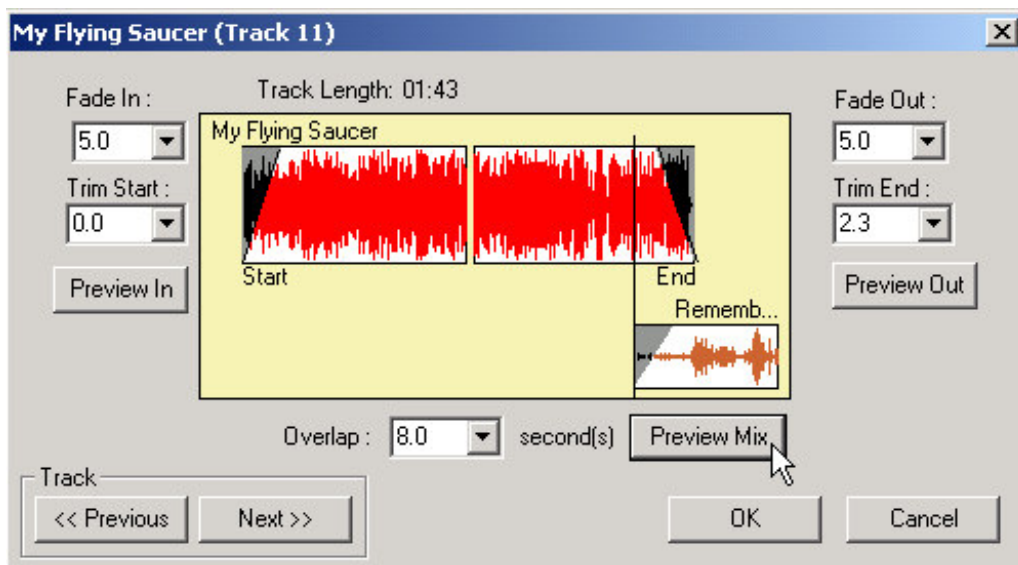 My Flying Saucer (Track 11)
Fade In :
5.0
Trim Start :
0.0
Preview In
Track Length: 01:43
My Flying Saucer
Start
End
Rememb...
Fade Out :
5.0
Trim End :
2.3
Preview Out
Overlap : 8.0 second(s) Preview Mix
Track
<< Previous Next >>
OK Cancel